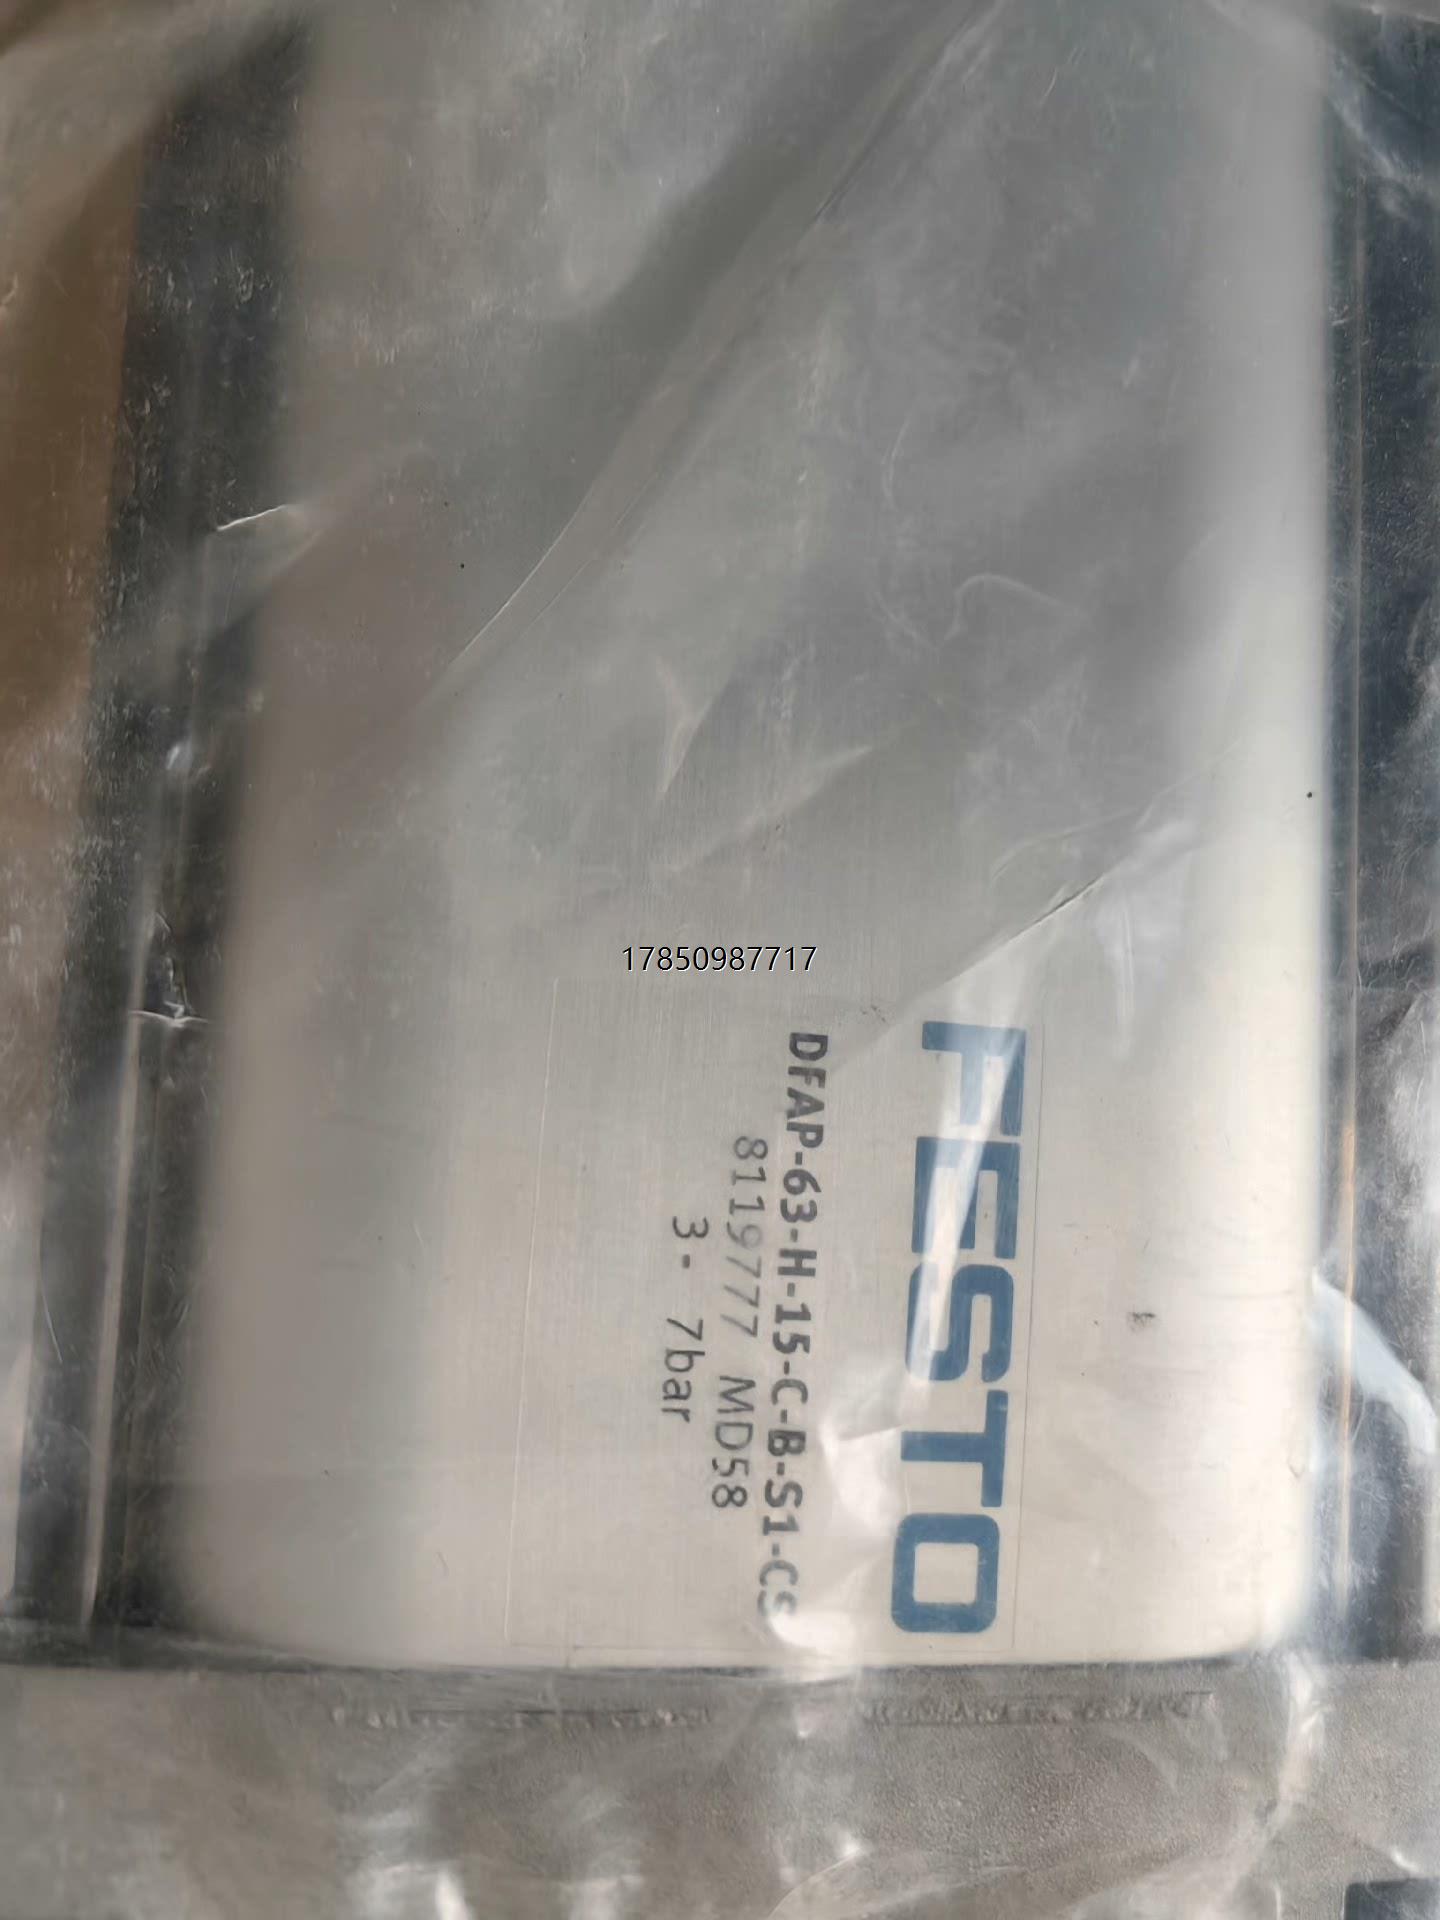 17850987717
FESTO
DFAP-63-H-15-C-B-S1-CS
8119777 MD58
3- 7bar